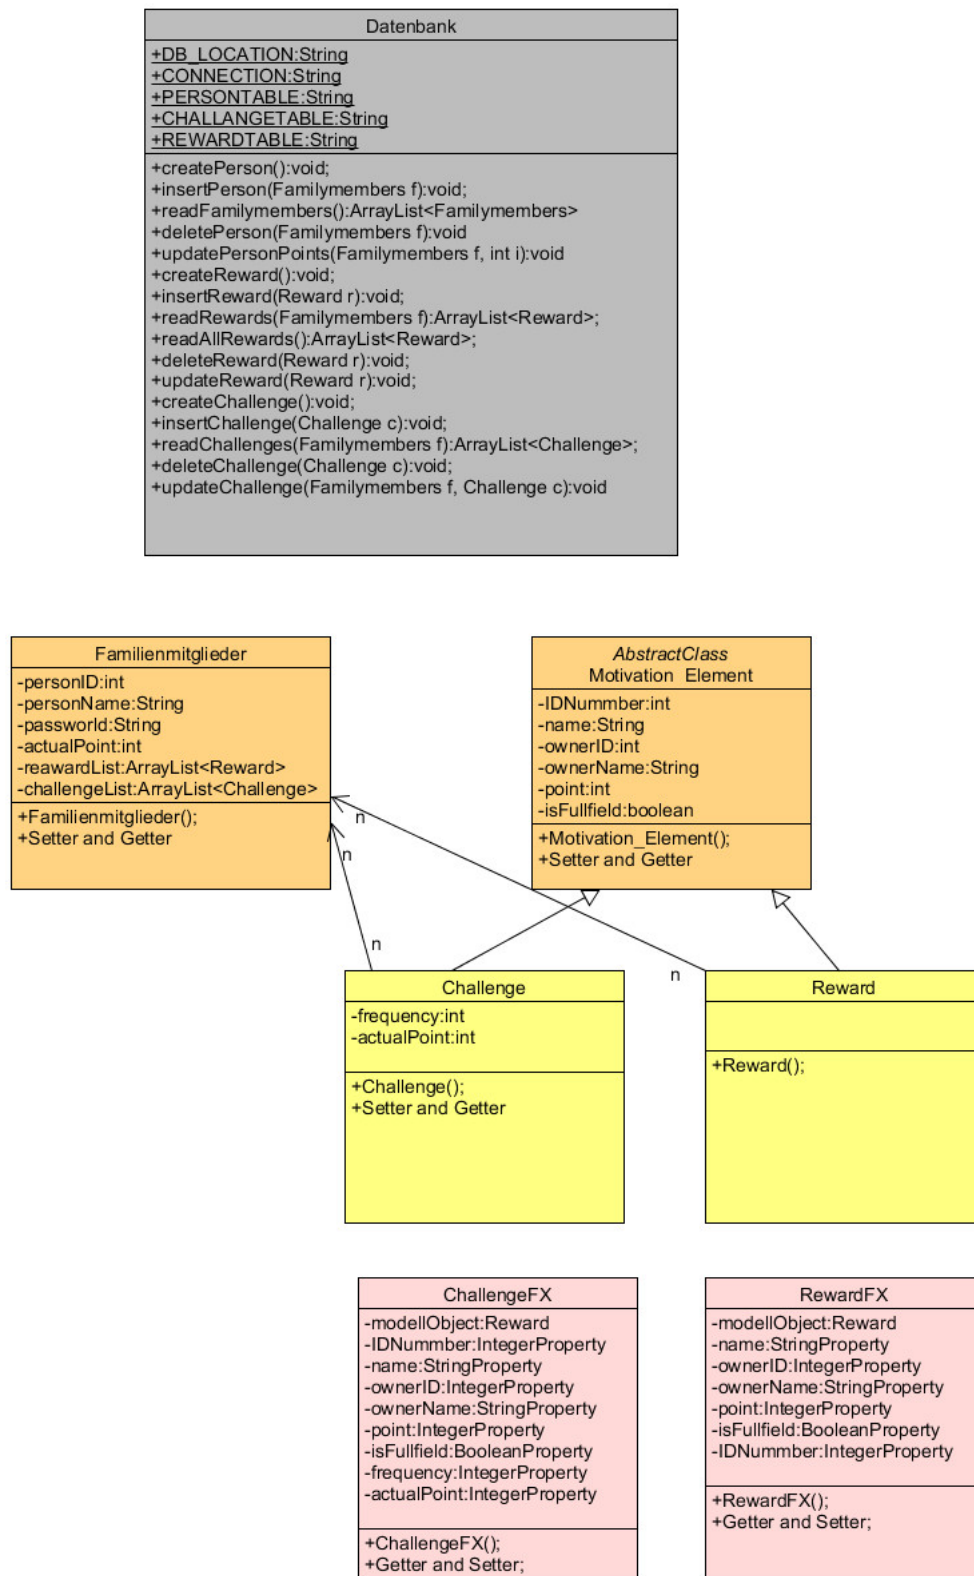 Datenbank
+DB_LOCATION:String
+CONNECTION:String
+PERSONTABLE:String
+CHALLANGETABLE:String
+REWARDTABLE:String
+createPerson():void;
+insertPerson(Familymembers f):void;
+readFamilymembers():ArrayList<Familymembers>
+deletePerson(Familymembers f):void
+updatePersonPoints(Familymembers f, int i):void
+createReward():void;
+insertReward(Reward r):void;
+readRewards(Familymembers f):ArrayList<Reward>;
+readAllRewards():ArrayList<Reward>;
+deleteReward(Reward r):void;
+updateReward(Reward r):void;
+createChallenge():void;
+insertChallenge(Challenge c):void;
+readChallenges(Familymembers f):ArrayList<Challenge>;
+deleteChallenge(Challenge c):void;
+updateChallenge(Familymembers f, Challenge c):void
Familienmitglieder
-personID:int
-personName:String
-passworld:String
-actualPoint:int
-reawardList:ArrayList<Reward>
-challengeList:ArrayList<Challenge>
+Familienmitglieder();
+Setter and Getter
AbstractClass
Motivation_Element
-IDNummber:int
-name:String
-ownerID:int
-ownerName:String
-point:int
-isFullfield:boolean
+Motivation_Element();
+Setter and Getter
n
n
n
n
Challenge
-frequency:int
-actualPoint:int
+Challenge();
+Setter and Getter
Reward
+Reward();
ChallengeFX
-modellObject:Reward
-IDNummber:IntegerProperty
-name:StringProperty
-ownerID:IntegerProperty
-ownerName:StringProperty
-point:IntegerProperty
-isFullfield:BooleanProperty
-frequency:IntegerProperty
-actualPoint:IntegerProperty
+ChallengeFX();
+Getter and Setter;
RewardFX
-modellObject:Reward
-name:StringProperty
-ownerID:IntegerProperty
-ownerName:StringProperty
-point:IntegerProperty
-isFullfield:BooleanProperty
-IDNummber:IntegerProperty
+RewardFX();
+Getter and Setter;